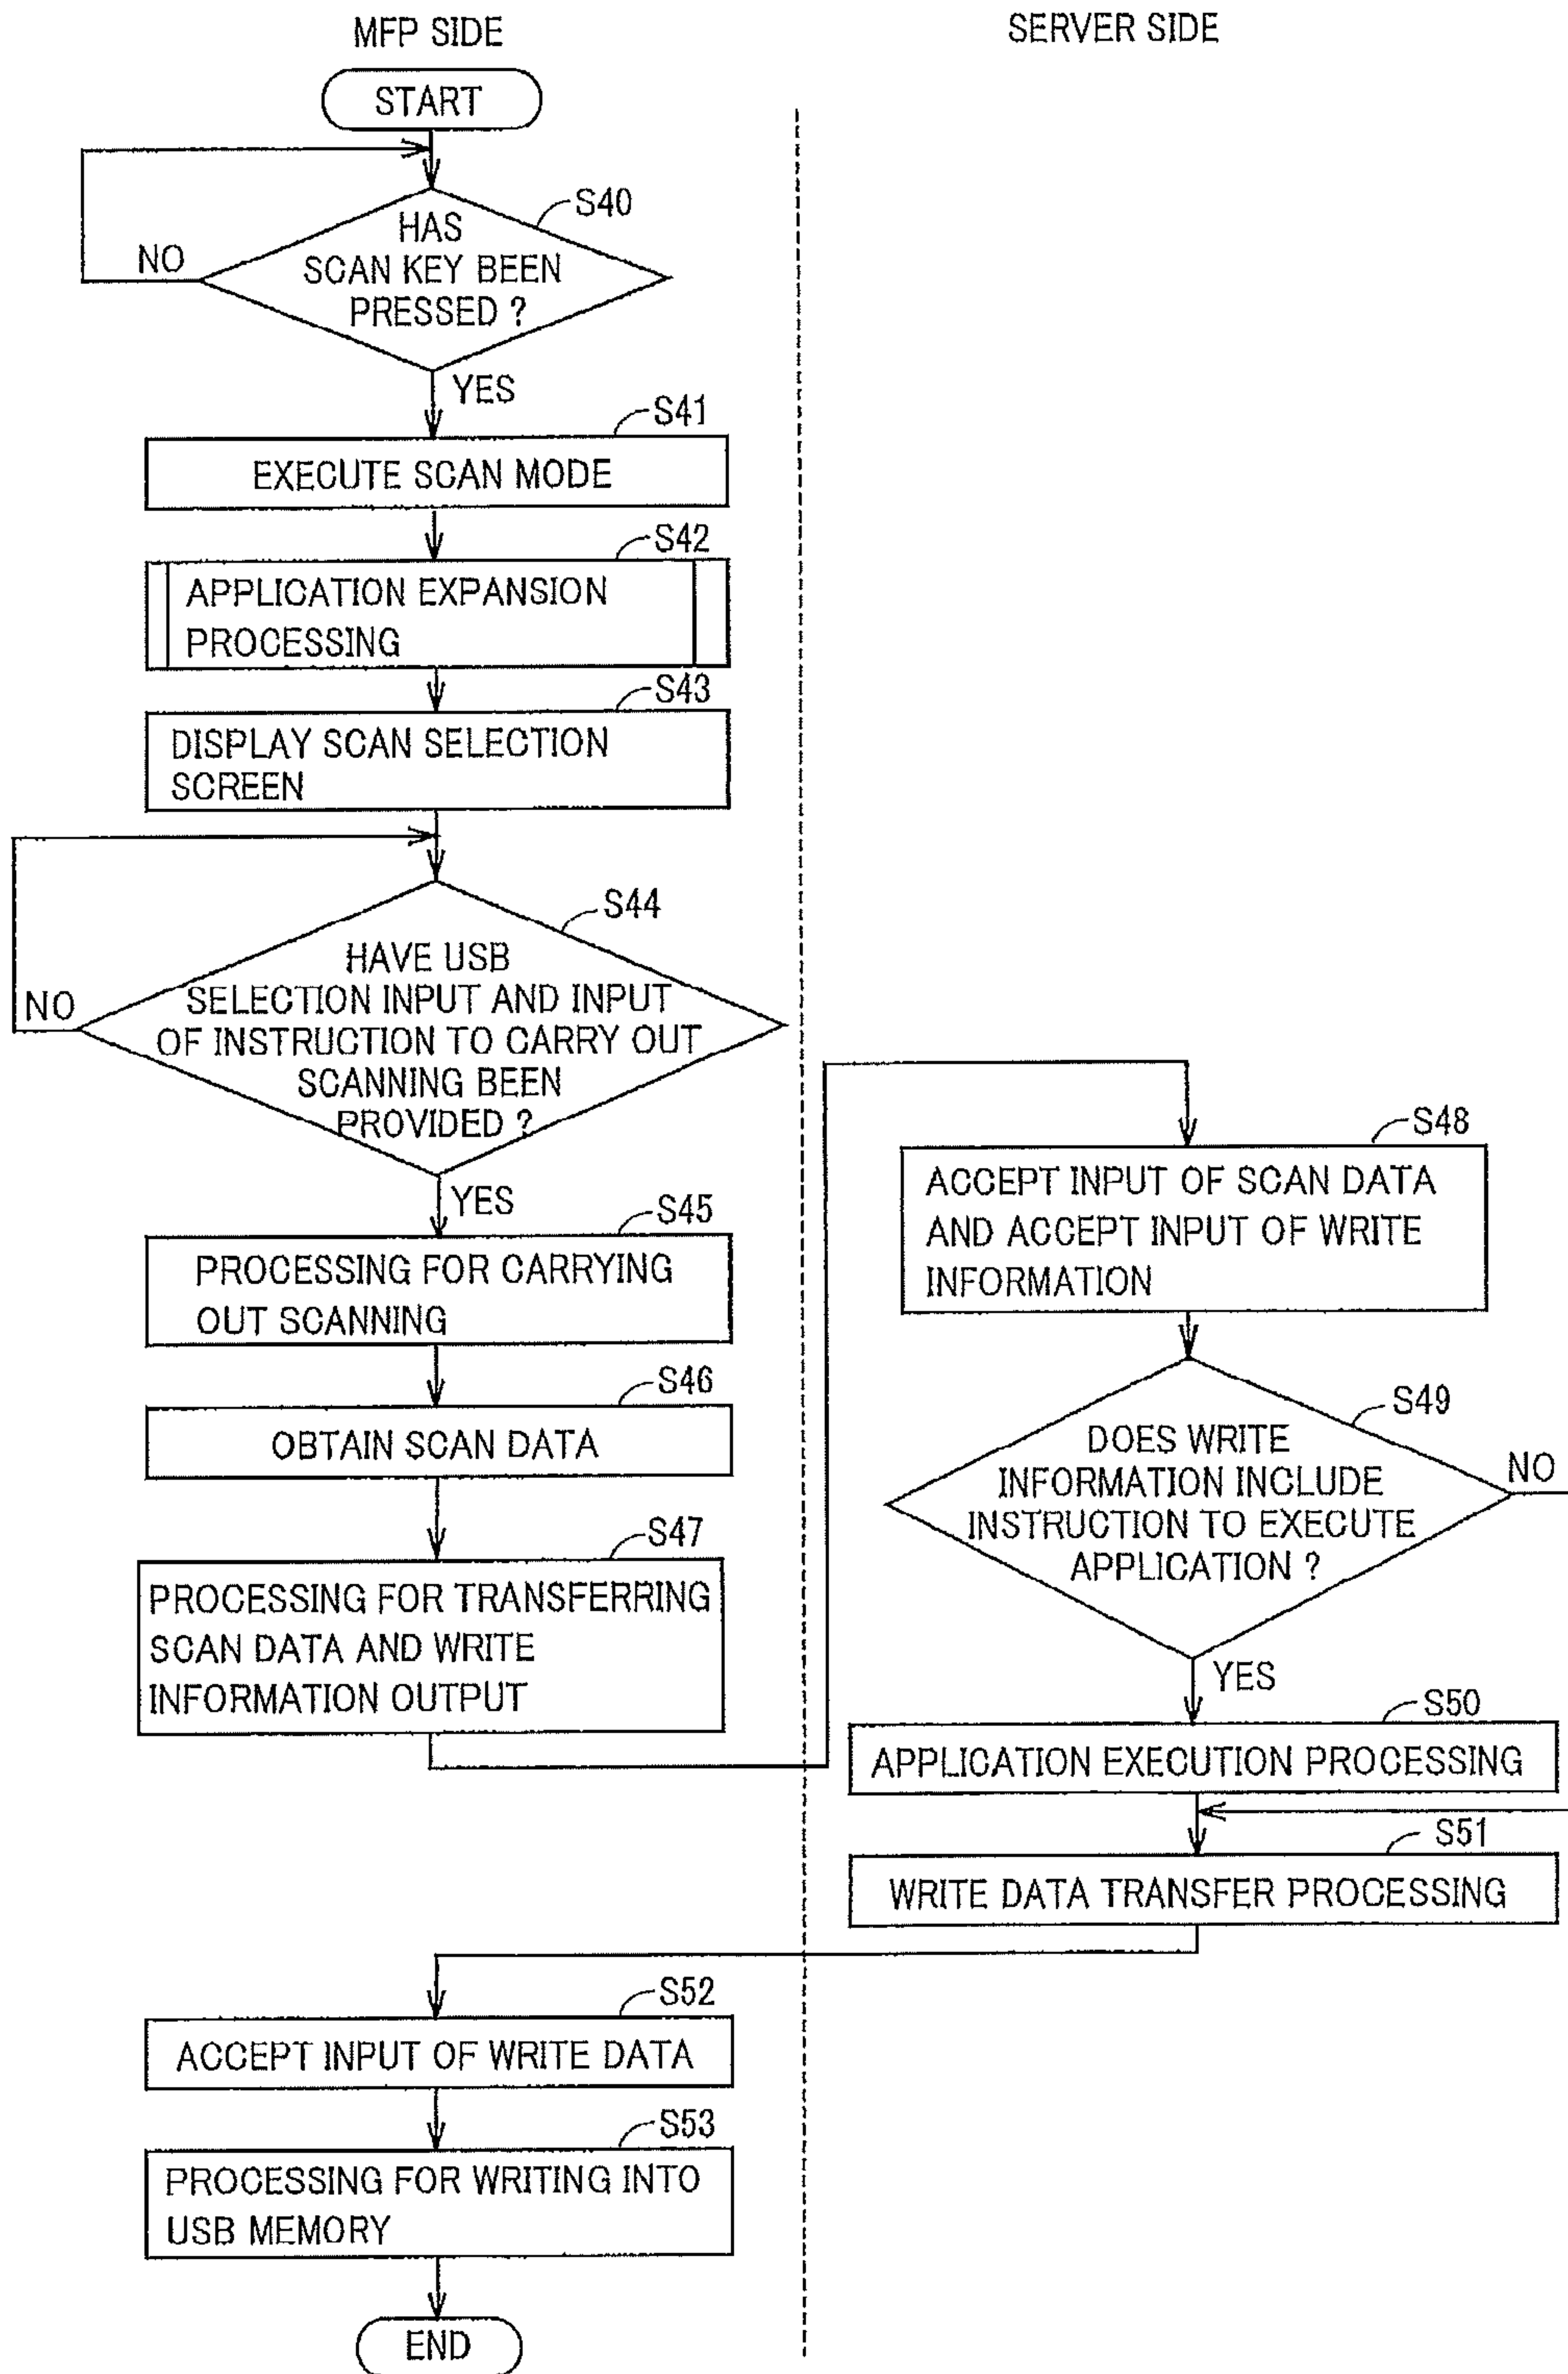 MFP SIDE
SERVER SIDE
START
S40
HAS
SCAN KEY BEEN
PRESSED ?
NO
YES
S41
EXECUTE SCAN MODE
S42
APPLICATION EXPANSION
PROCESSING
S43
DISPLAY SCAN SELECTION
SCREEN
S44
HAVE USB
SELECTION INPUT AND INPUT
OF INSTRUCTION TO CARRY OUT
SCANNING BEEN
PROVIDED ?
NO
YES
S45
PROCESSING FOR CARRYING
OUT SCANNING
S46
OBTAIN SCAN DATA
S47
PROCESSING FOR TRANSFERRING
SCAN DATA AND WRITE
INFORMATION OUTPUT
S48
ACCEPT INPUT OF SCAN DATA
AND ACCEPT INPUT OF WRITE
INFORMATION
S49
DOES WRITE
INFORMATION INCLUDE
INSTRUCTION TO EXECUTE
APPLICATION ?
NO
YES
S50
APPLICATION EXECUTION PROCESSING
S51
WRITE DATA TRANSFER PROCESSING
S52
ACCEPT INPUT OF WRITE DATA
S53
PROCESSING FOR WRITING INTO
USB MEMORY
END